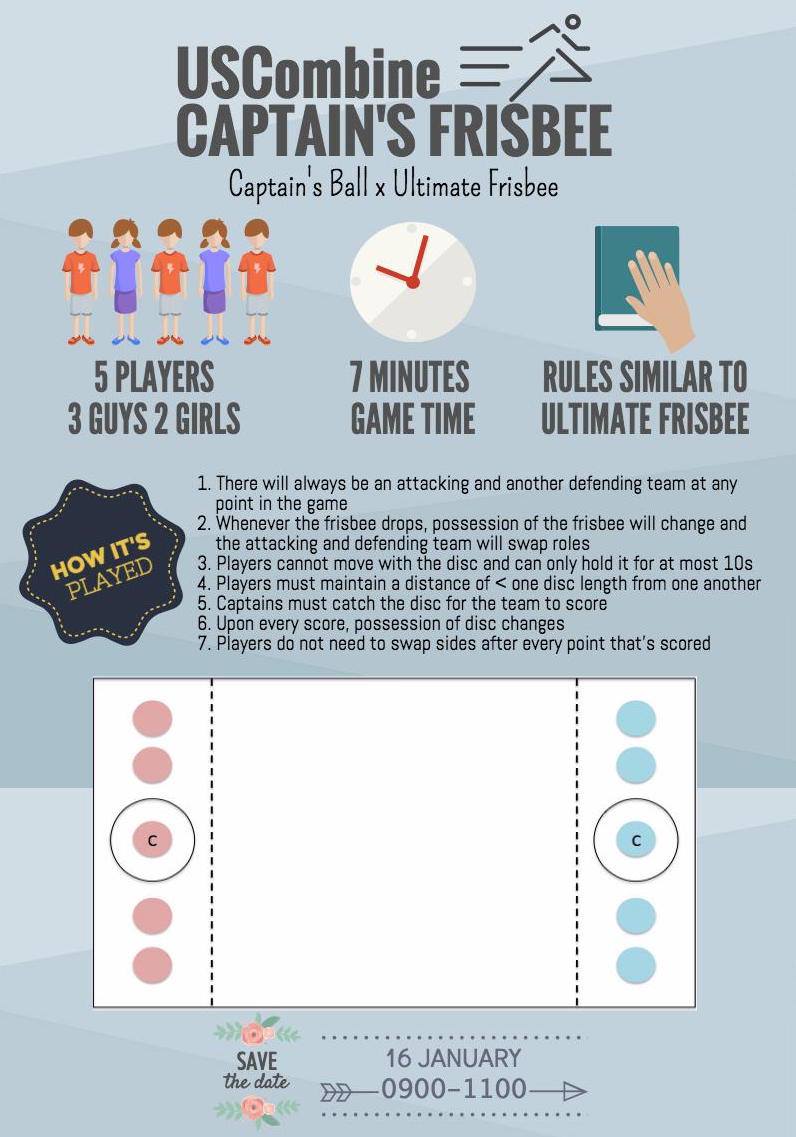 USCombine
CAPTAIN'S FRISBEE
Captain's Ball x Ultimate Frisbee
5 PLAYERS
3 GUYS 2 GIRLS
7 MINUTES
GAME TIME
RULES SIMILAR TO
ULTIMATE FRISBEE
HOW IT'S
PLAYED
1. There will always be an attacking and another defending team at any
point in the game
2. Whenever the frisbee drops, possession of the frisbee will change and
the attacking and defending team will swap roles
3. Players cannot move with the disc and can only hold it for at most 10s
4. Players must maintain a distance of < one disc length from one another
5. Captains must catch the disc for the team to score
6. Upon every score, possession of disc changes
7. Players do not need to swap sides after every point that's scored
C
C
SAVE
the date
16 JANUARY
0900-1100